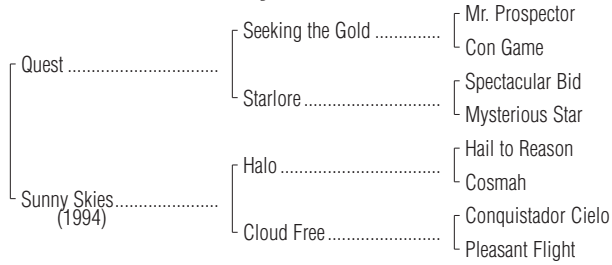 Mr. Prospector
Seeking the Gold ..............
Con Game
Quest ................................
Spectacular Bid
Starlore .............................
Mysterious Star
Hail to Reason
Halo ..................................
Cosmah
Sunny Skies......................
(1994)
Conquistador Cielo
Cloud Free........................
Pleasant Flight